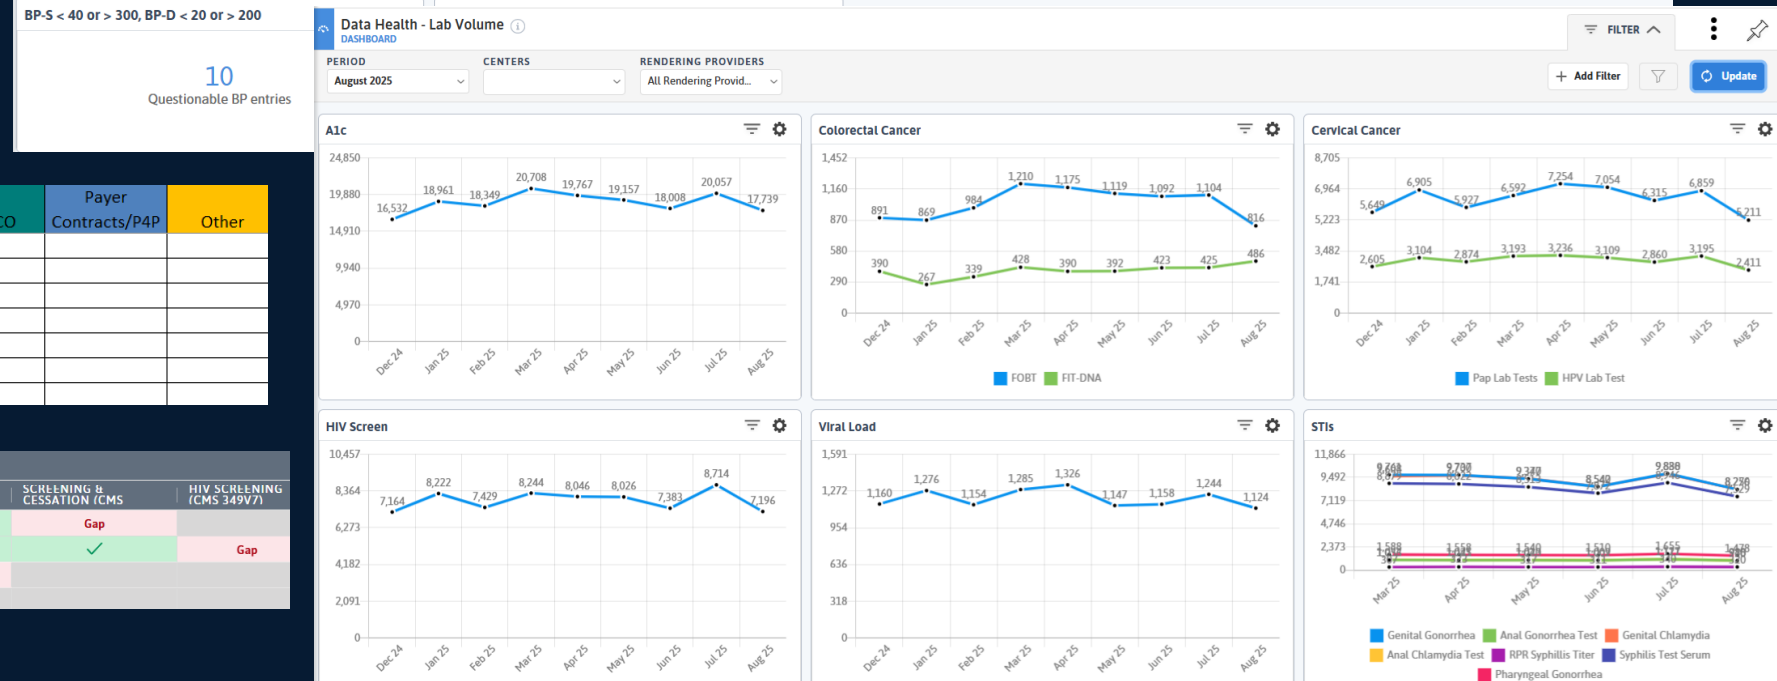 BP-S < 40 or > 300, BP-D < 20 or > 200
10
Questionable BP entries
CO
Payer
Contracts/P4P
Other
SCREENING &
CESSATION (CMS
HIV SCREENING
(CMS 349V7)
Gap
Gap
Data Health - Lab Volume
DASHBOARD
FILTER
PERIOD
CENTERS
RENDERING PROVIDERS
August 2025
All Rendering Provid...
Add Filter
Update
A1c
24,850
19,880
14,910
9,940
4,970
0
16,532
18,961
18,349
20,708
19,767
19,157
18,008
20,057
17,739
Dec 24
Jan 25
Feb 25
Mar 25
Apr 25
May 25
Jun 25
Jul 25
Aug 25
Colorectal Cancer
1,452
1,160
870
580
290
0
891
869
984
1,210
1,175
1,119
1,092
1,104
816
390
267
339
428
390
392
423
425
486
Dec 24
Jan 25
Feb 25
Mar 25
Apr 25
May 25
Jun 25
Jul 25
Aug 25
FOBT
FIT-DNA
Cervical Cancer
8,705
6,964
5,223
3,482
1,741
0
5,649
6,905
5,927
6,592
7,254
7,054
6,315
6,859
5,211
2,605
3,104
2,874
3,193
3,236
3,109
2,860
3,195
2,411
Dec 24
Jan 25
Feb 25
Mar 25
Apr 25
May 25
Jun 25
Jul 25
Aug 25
Pap Lab Tests
HPV Lab Test
HIV Screen
10,457
8,364
6,273
4,182
2,091
0
7,164
8,222
7,429
8,244
8,046
8,026
7,383
8,714
7,196
Dec 24
Jan 25
Feb 25
Mar 25
Apr 25
May 25
Jun 25
Jul 25
Aug 25
Viral Load
1,591
1,272
954
636
318
0
1,160
1,276
1,154
1,285
1,326
1,147
1,158
1,244
1,124
Dec 24
Jan 25
Feb 25
Mar 25
Apr 25
May 25
Jun 25
Jul 25
Aug 25
STIs
11,866
9,492
7,119
4,746
2,373
0
1,588
1,558
1,540
1,510
1,655
1,478
Mar 25
Apr 25
May 25
Jun 25
Jul 25
Aug 25
Genital Gonorrhea
Anal Gonorrhea Test
Genital Chlamydia
Anal Chlamydia Test
RPR Syphillis Titer
Syphilis Test Serum
Pharyngeal Gonorrhea